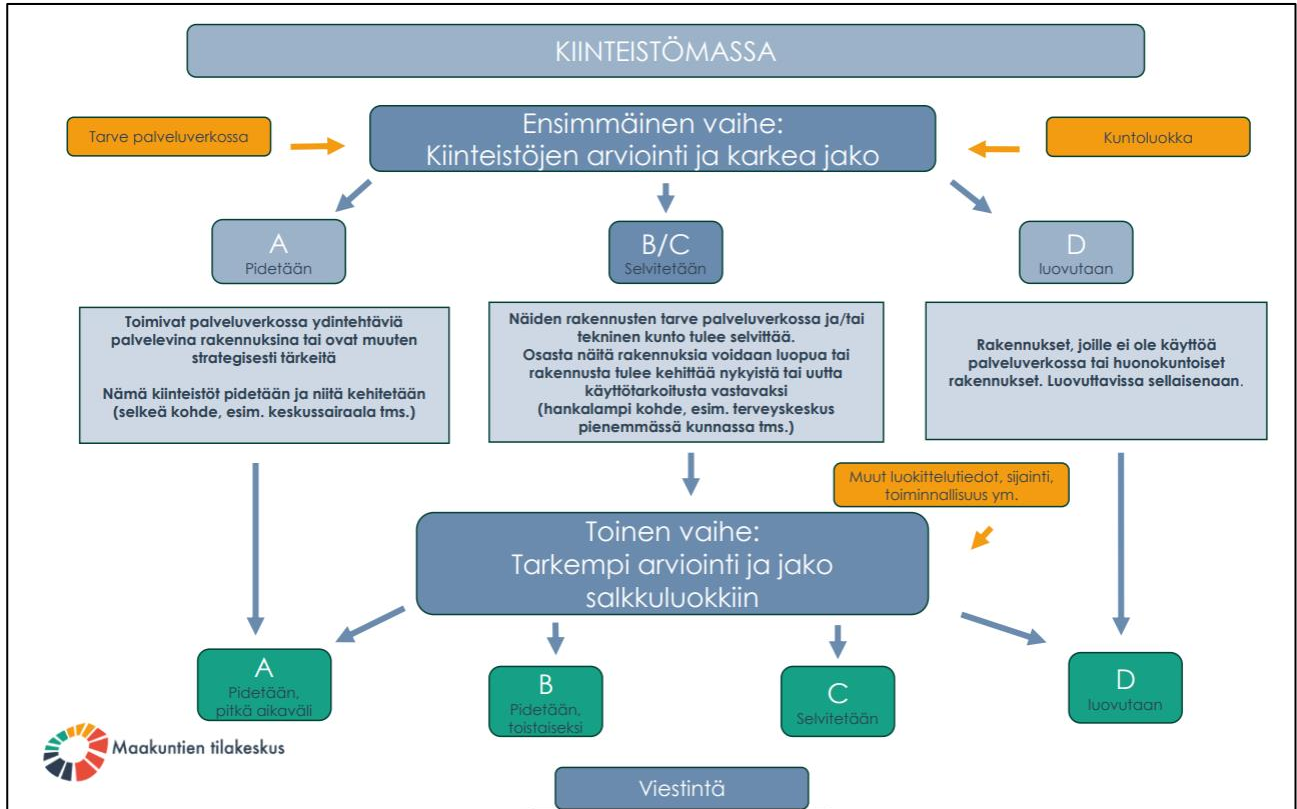 KIINTEISTÖMASSA
Tarve palveluverkossa
Ensimmäinen vaihe:
Kiinteistöjen arviointi ja karkea jako
Kuntoluokka
A
Pidetään
B/C
Selvitetään
D
luovutaan
Toimivat palveluverkossa ydintehtäviä
palvelevina rakennuksina tai ovat muuten
strategisesti tärkeitä
Nämä kiinteistöt pidetään ja niitä kehitetään
(selkeä kohde, esim. keskussairaala tms.)
Näiden rakennusten tarve palveluverkossa ja/tai
tekninen kunto tulee selvittää.
Osasta näitä rakennuksia voidaan luopua tai
rakennusta tulee kehittää nykyistä tai uutta
käyttötarkoitusta vastavaksi
(hankalampi kohde, esim. terveyskeskus
pienemmässä kunnassa tms.)
Rakennukset, joille ei ole käyttöä
palveluverkossa tai huonokuntoiset
rakennukset. Luovuttavissa sellaisenaan.
Muut luokittelutiedot, sijainti,
toiminnallisuus ym.
Toinen vaihe:
Tarkempi arviointi ja jako
salkkuluokkiin
A
Pidetään,
pitkä aikaväli
B
Pidetään,
toistaiseksi
C
Selvitetään
D
luovutaan
Maakuntien tilakeskus
Viestintä